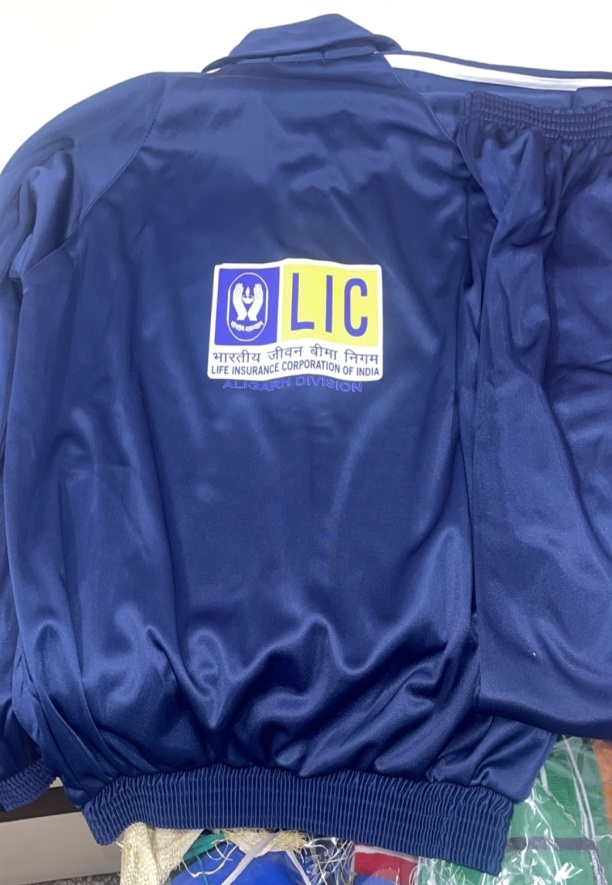 LIC
भारतीय जीवन बीमा निगम
LIFE INSURANCE CORPORATION OF INDIA
ALIGARH DIVISION